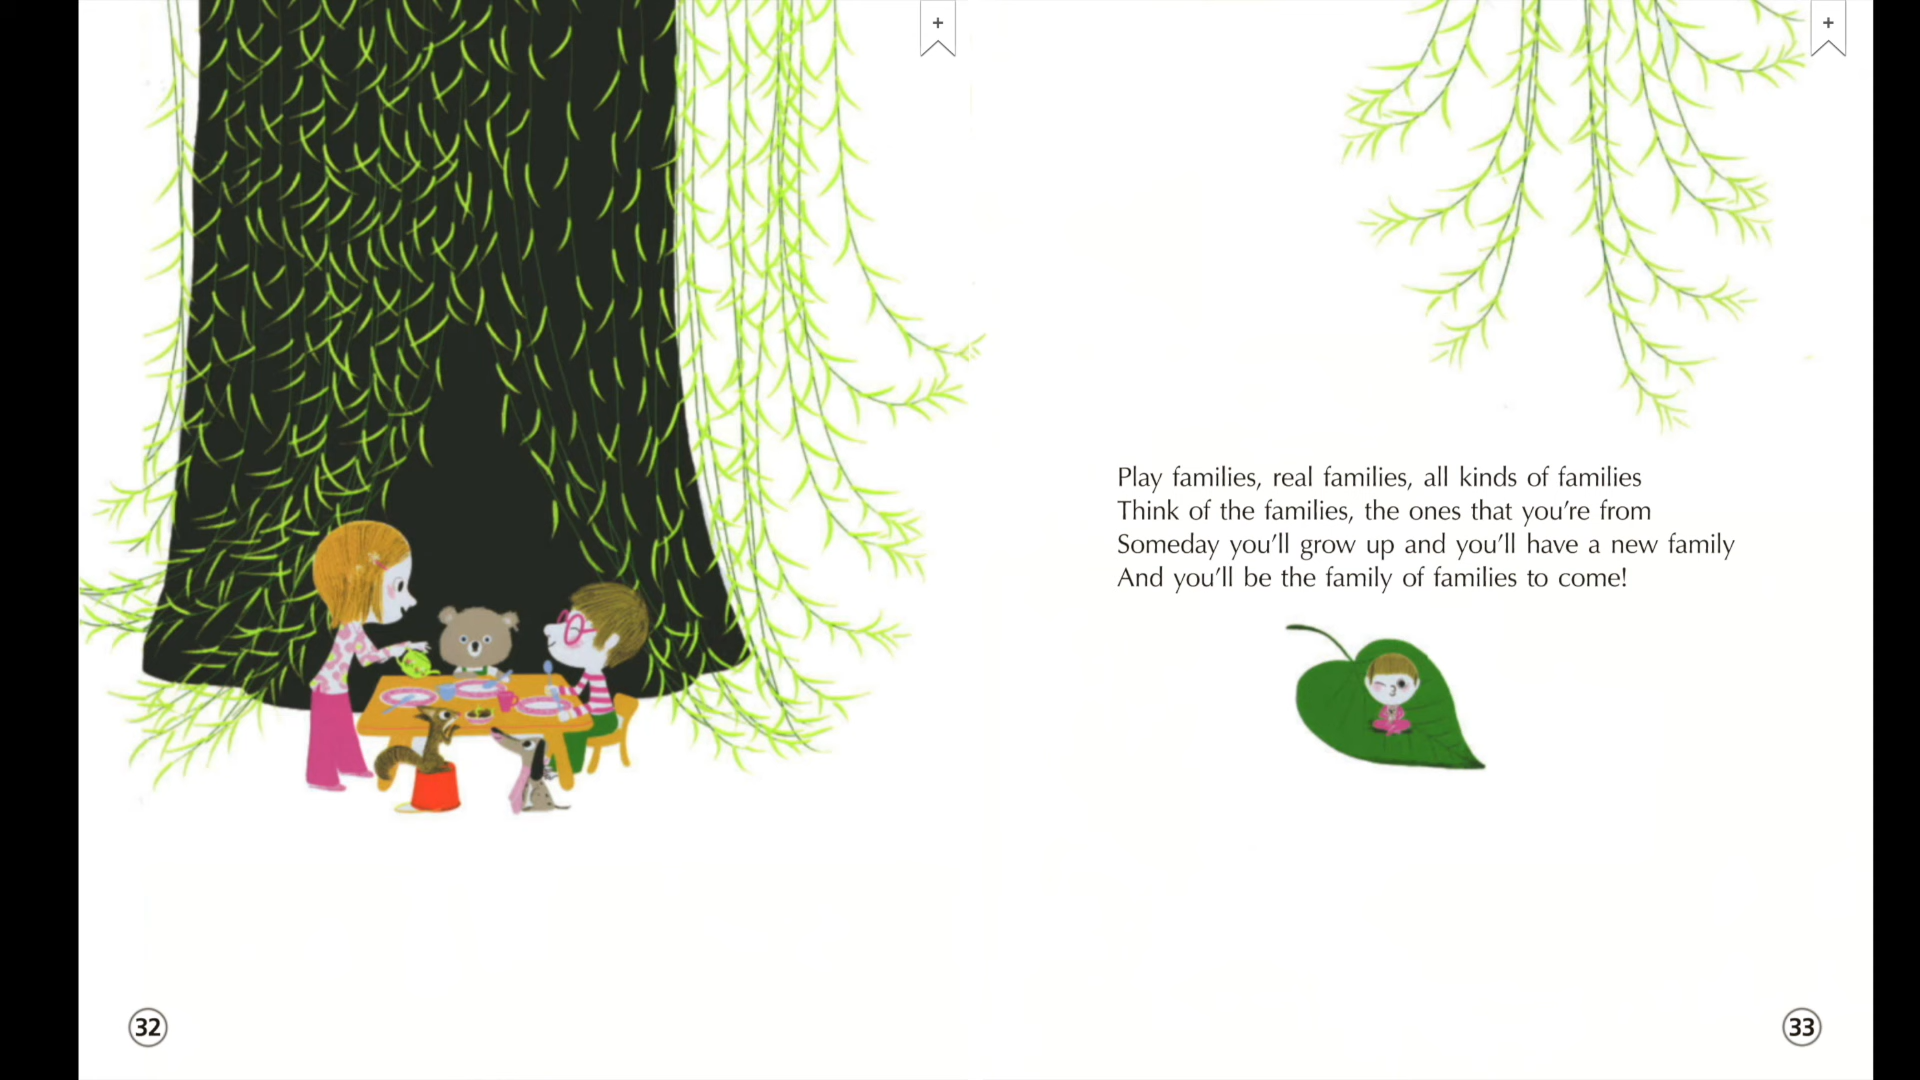 Play families, real families, all kinds of families
Think of the families, the ones that you're from
Someday you'll grow up and you'll have a new family
And you'll be the family of families to come!
32
33